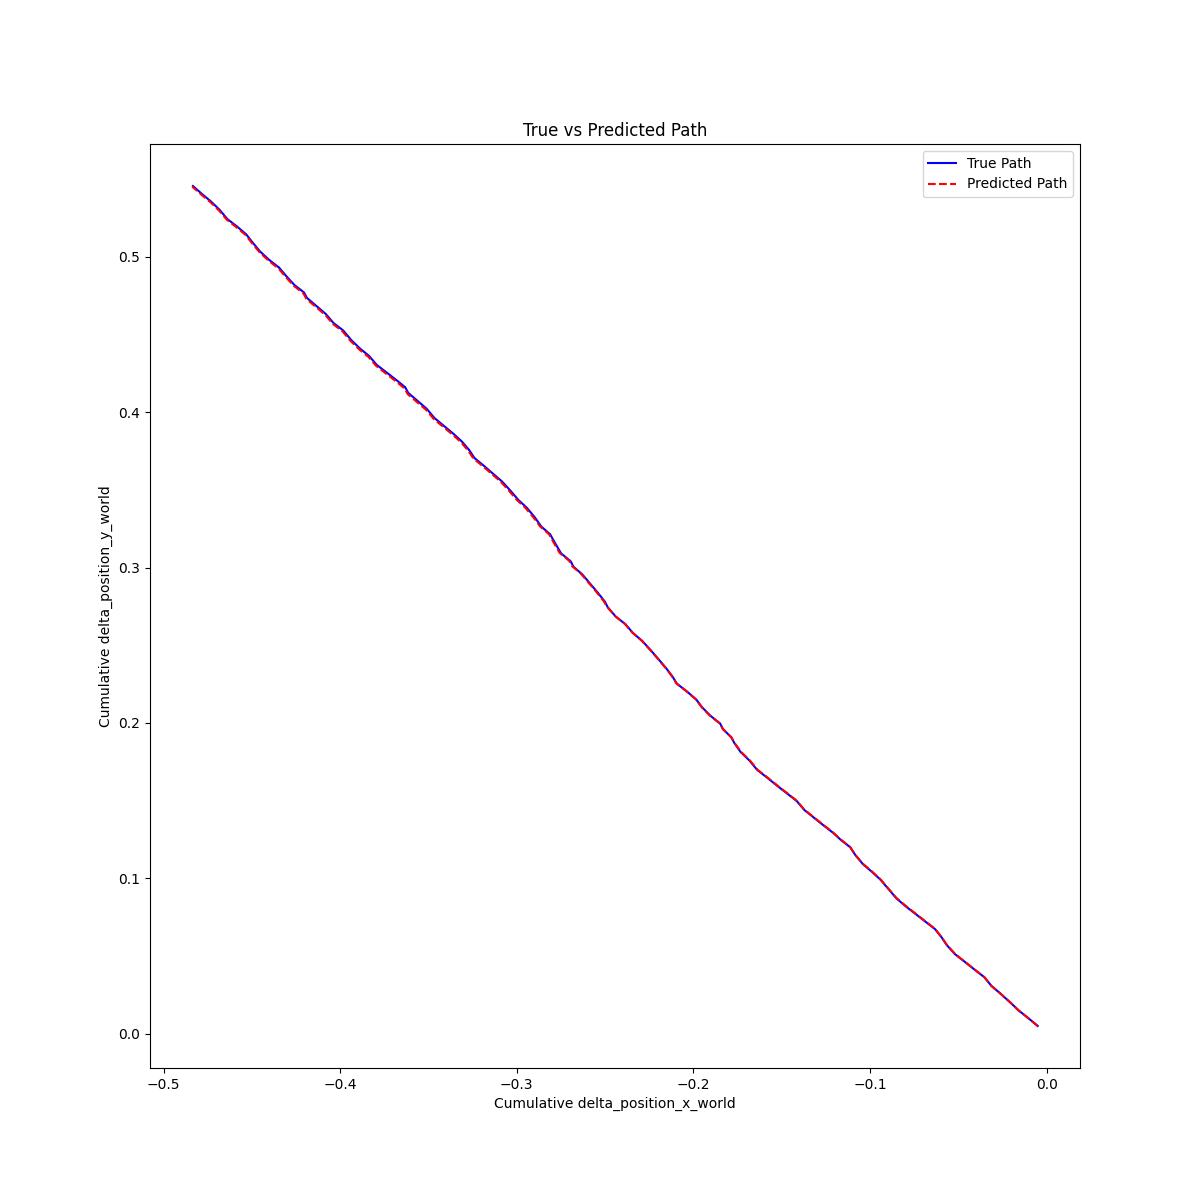 True vs Predicted Path
True Path
Predicted Path
0.5
0.4
0.3
0.2
0.1
0.0
Cumulative delta_position_y_world
−0.5 −0.4 −0.3 −0.2 −0.1 0.0
Cumulative delta_position_x_world